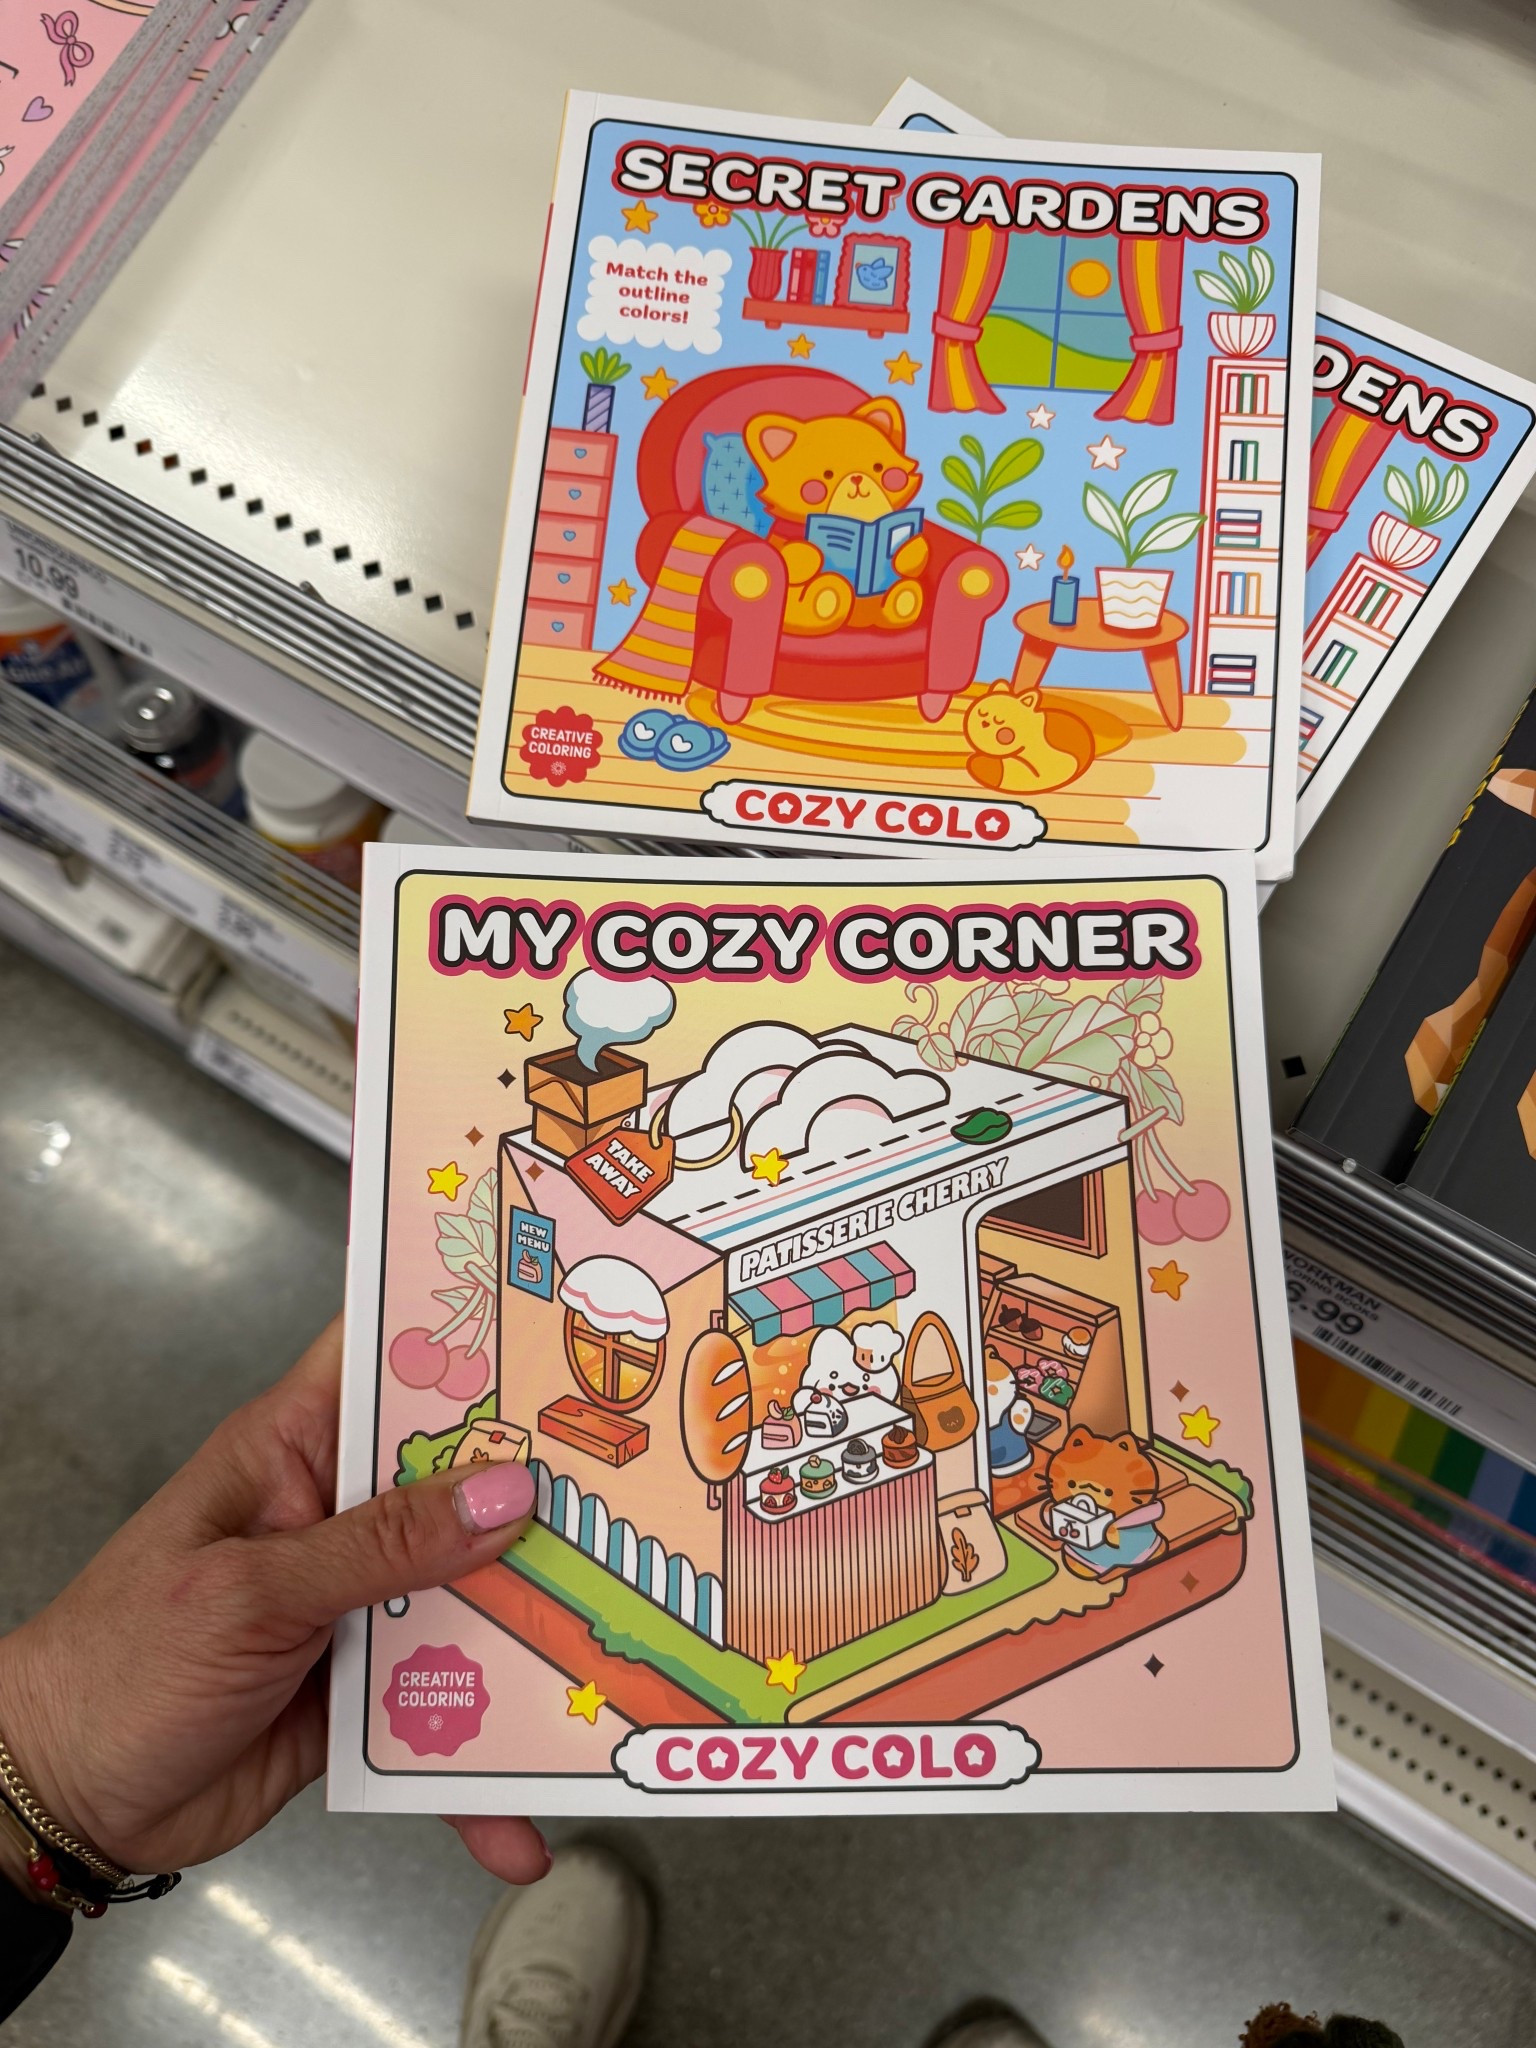 SECRET GARDENS
Match the
outline
colors!
CREATIVE
COLORING
COZY COLO
DENS
10.99
MY COZY CORNER
TAKE
AWAY
NEW
MENU
PATISSERIE CHERRY
CREATIVE
COLORING
COZY COLO
WORKMAN
6.99